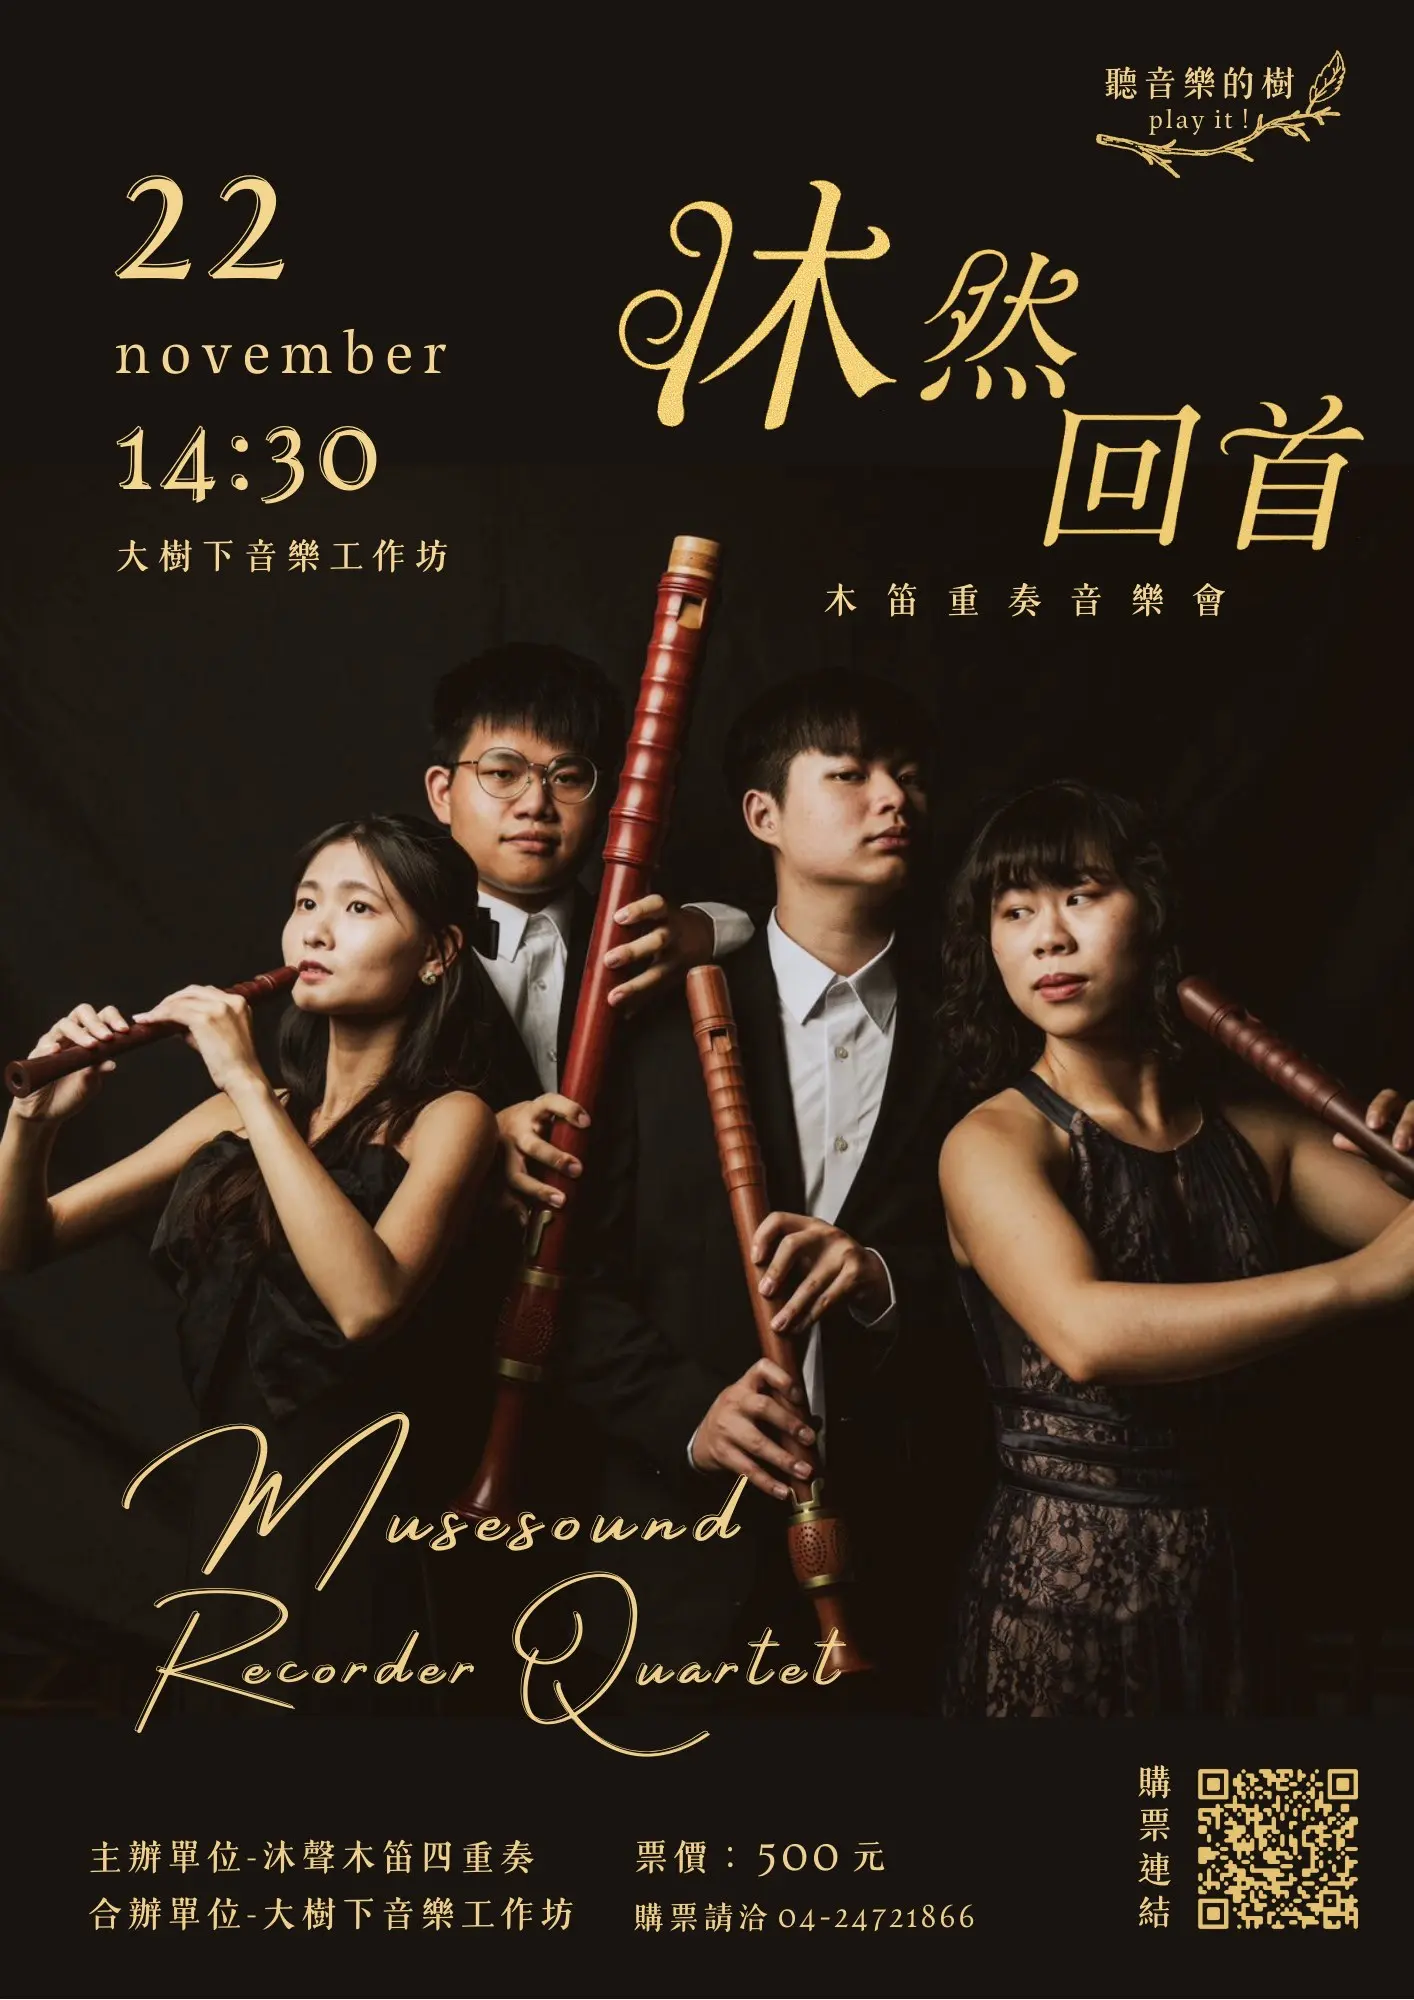 聽音樂的樹
play it !
22
november
14:30
大樹下音樂工作坊
沐然
回首
木笛重奏音樂會
Musesound
Recorder Quartet
主辦單位-沐聲木笛四重奏
合辦單位-大樹下音樂工作坊
票價：500 元
購票請洽 04-24721866
購票連結